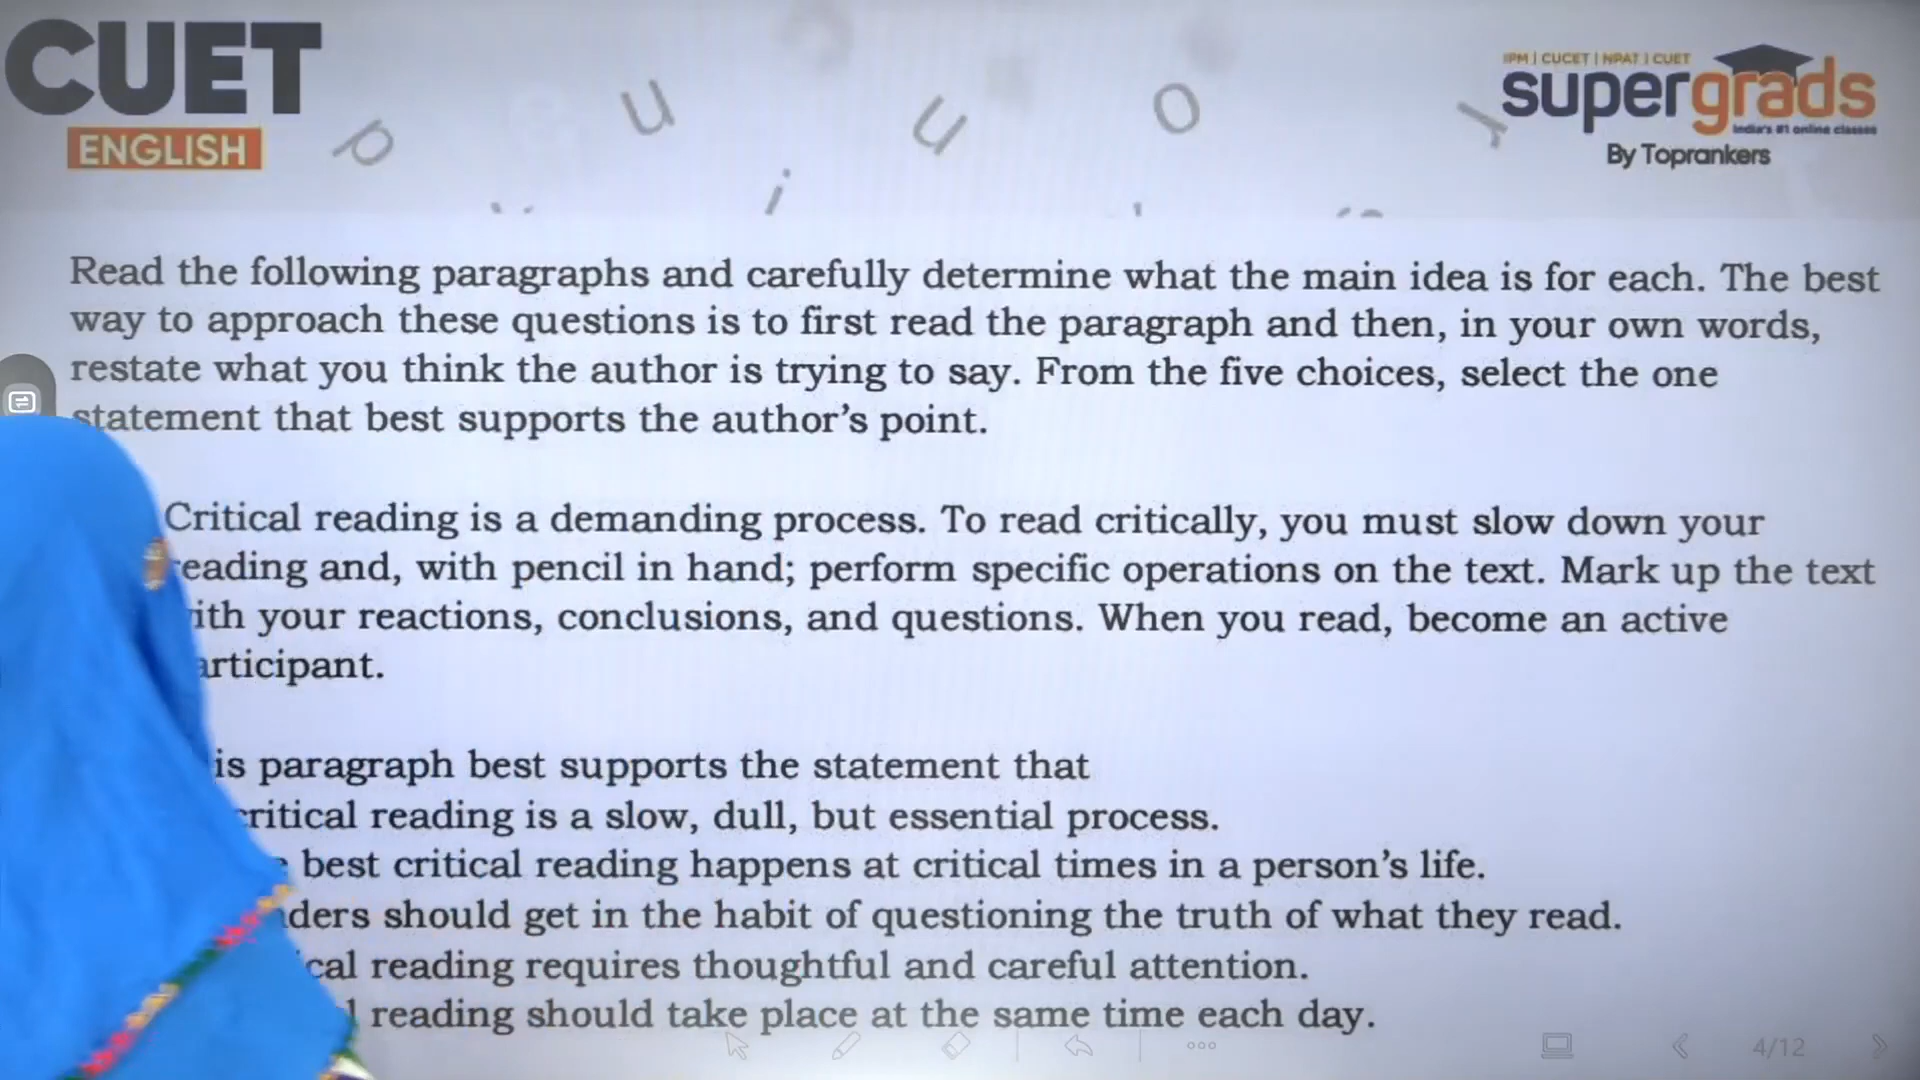 CUET
ENGLISH
IPM | CUCET | NPAT | CUET
supergrads
India's #1 online classes
By Toprankers
Read the following paragraphs and carefully determine what the main idea is for each. The best
way to approach these questions is to first read the paragraph and then, in your own words,
restate what you think the author is trying to say. From the five choices, select the one
statement that best supports the author's point.
Critical reading is a demanding process. To read critically, you must slow down your
reading and, with pencil in hand; perform specific operations on the text. Mark up the text
with your reactions, conclusions, and questions. When you read, become an active
participant.
is paragraph best supports the statement that
critical reading is a slow, dull, but essential process.
best critical reading happens at critical times in a person's life.
should get in the habit of questioning the truth of what they read.
reading requires thoughtful and careful attention.
reading should take place at the same time each day.
4/12